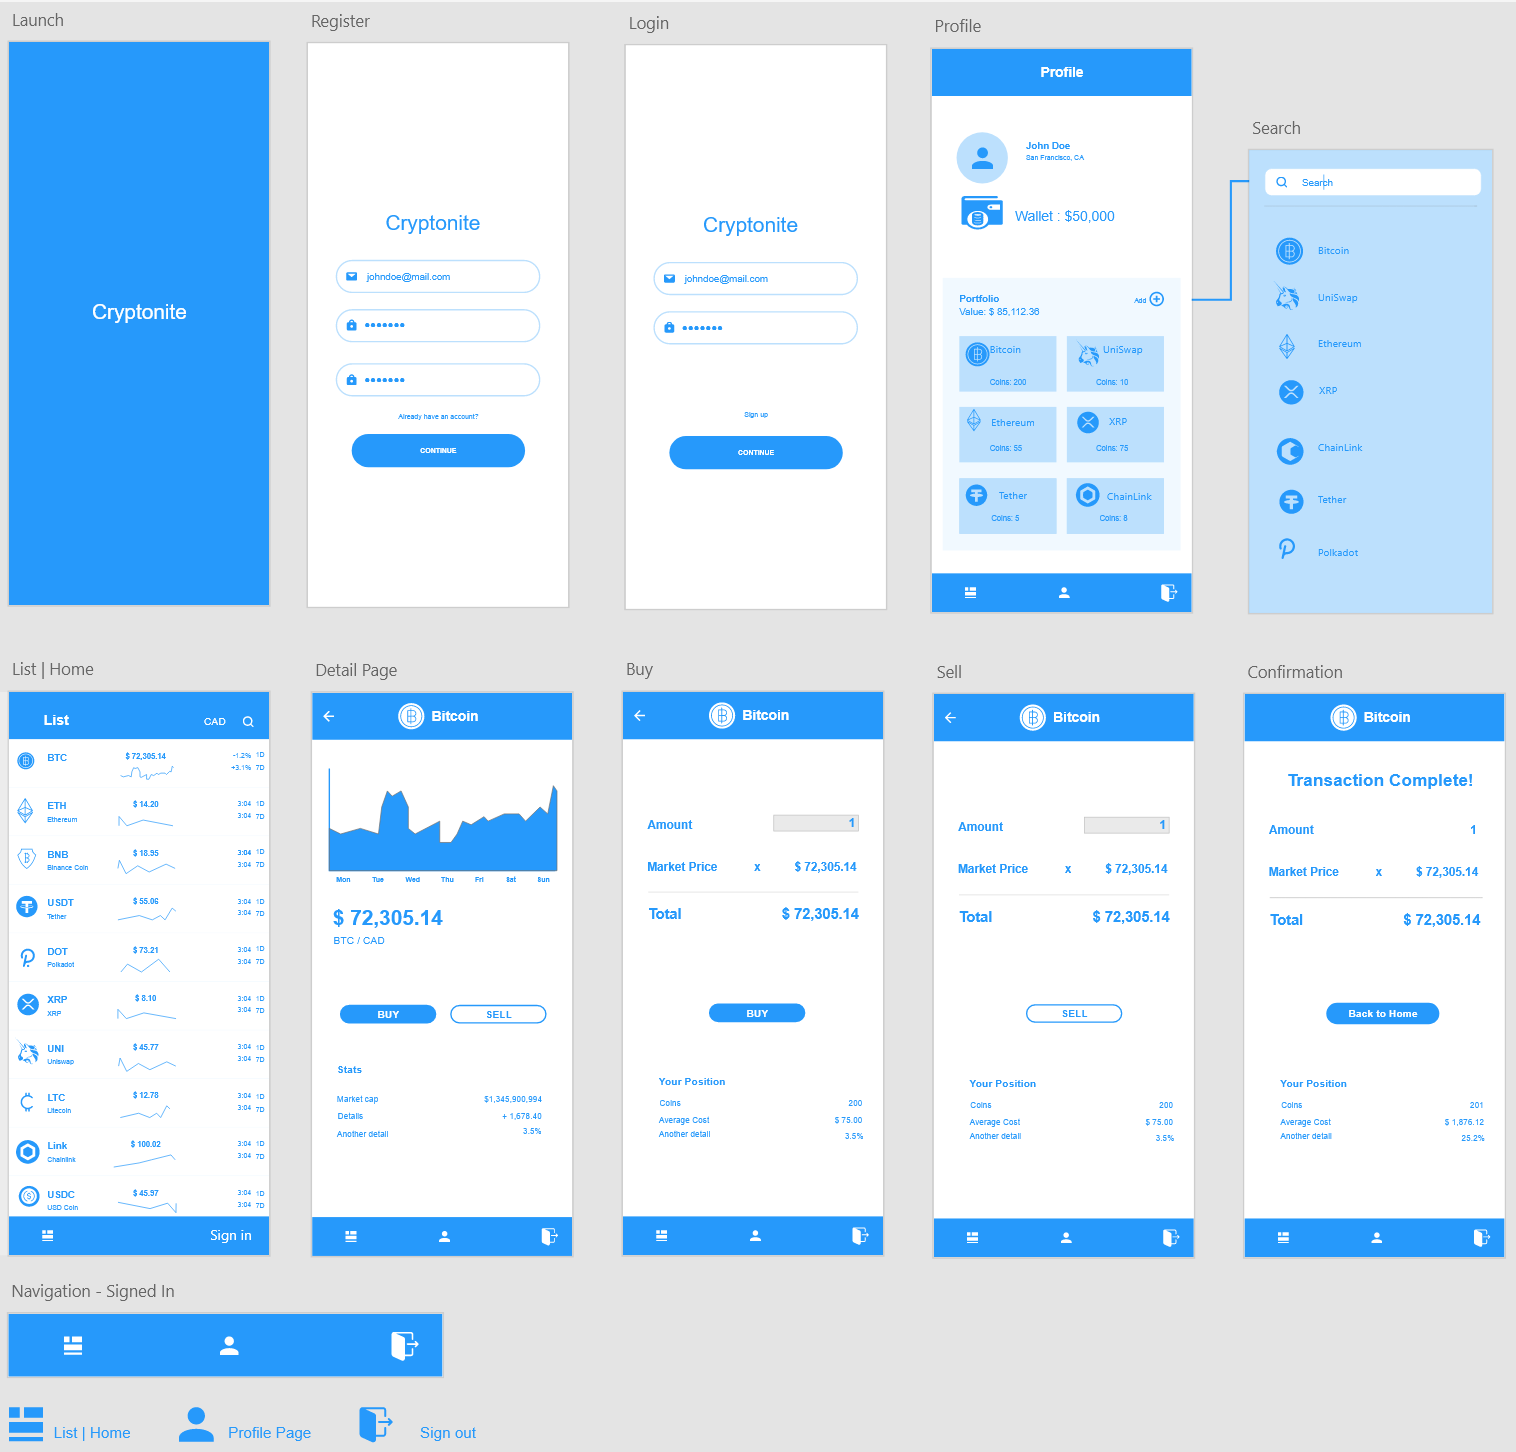 Launch
Cryptonite
Register
Cryptonite
johndoe@mail.com
Already have an account?
CONTINUE
Login
Cryptonite
johndoe@mail.com
Sign up
CONTINUE
Profile
Profile
John Doe
San Francisco, CA
Wallet : $50,000
Portfolio
Add
Value: $ 85,112.36
Bitcoin
Coins: 200
UniSwap
Coins: 10
Ethereum
Coins: 55
XRP
Coins: 75
Tether
Coins: 5
ChainLink
Coins: 8
Search
Search
Bitcoin
UniSwap
Ethereum
XRP
ChainLink
Tether
Polkadot
List | Home
List CAD
BTC $ 72,305.14 -1.2% 1D
+3.1% 7D
ETH $ 14.20 3:04 1D
Ethereum 3:04 7D
BNB $ 18.95 3:04 1D
Binance Coin 3:04 7D
USDT $ 55.06 3:04 1D
Tether 3:04 7D
DOT $ 73.21 3:04 1D
Polkadot 3:04 7D
XRP $ 8.10 3:04 1D
XRP 3:04 7D
UNI $ 45.77 3:04 1D
Uniswap 3:04 7D
LTC $ 12.78 3:04 1D
Litecoin 3:04 7D
Link $ 100.02 3:04 1D
Chainlink 3:04 7D
USDC $ 45.97 3:04 1D
USD Coin 3:04 7D
Sign in
Detail Page
Bitcoin
Mon Tue Wed Thu Fri Sat Sun
$ 72,305.14
BTC / CAD
BUY SELL
Stats
Market cap $1,345,900,994
Details + 1,678.40
Another detail 3.5%
Buy
Bitcoin
Amount 1
Market Price x $ 72,305.14
Total $ 72,305.14
BUY
Your Position
Coins 200
Average Cost $ 75.00
Another detail 3.5%
Sell
Bitcoin
Amount 1
Market Price x $ 72,305.14
Total $ 72,305.14
SELL
Your Position
Coins 200
Average Cost $ 75.00
Another detail 3.5%
Confirmation
Bitcoin
Transaction Complete!
Amount 1
Market Price x $ 72,305.14
Total $ 72,305.14
Back to Home
Your Position
Coins 201
Average Cost $ 1,876.12
Another detail 25.2%
Navigation - Signed In
List | Home
Profile Page
Sign out